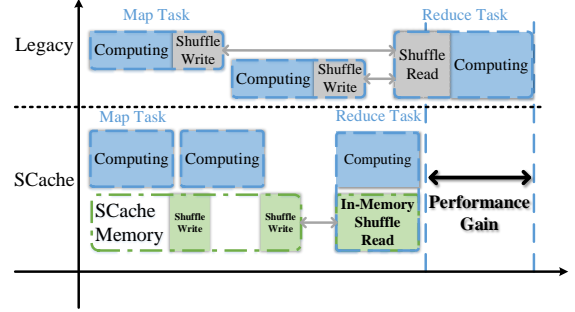 Map Task
Reduce Task
Legacy
Computing
Shuffle
Write
Computing
Shuffle
Write
Shuffle
Read
Computing
Map Task
Reduce Task
SCache
Computing
Computing
Computing
SCache
Memory
Shuffle
Write
Shuffle
Write
In-Memory
Shuffle
Read
Performance
Gain